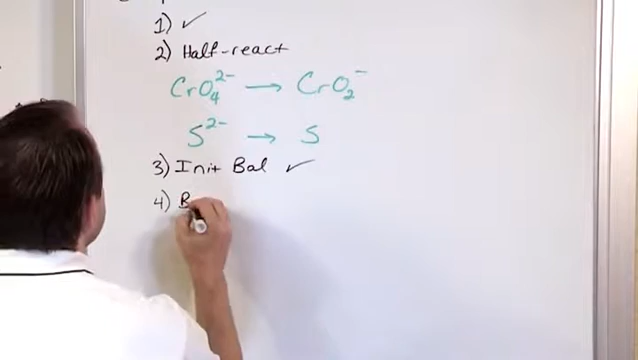 1) ✓
2) Half-react
CrO₄²⁻ → CrO₂⁻
S²⁻ → S
3) Init Bal ✓
4) B